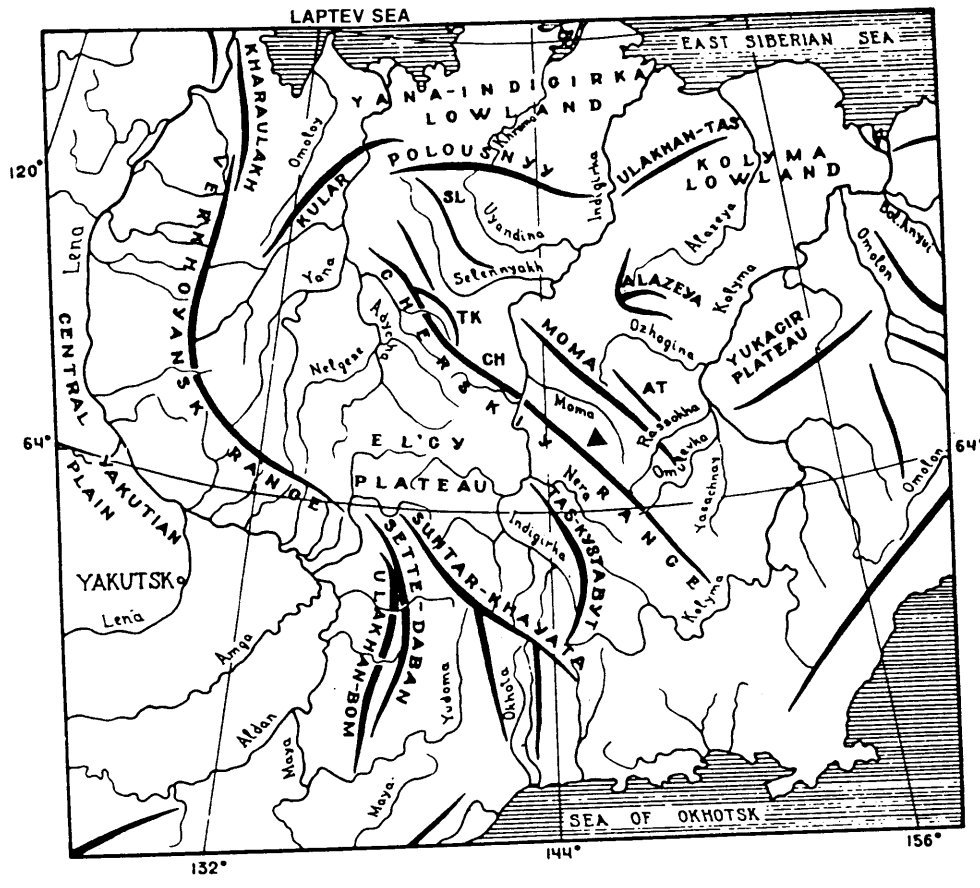 LAPTEV SEA
EAST SIBERIAN SEA
KHARAULAKH
YANA-INDIGIRKA
LOWLAND
Omoloy
Khroma
120°
POLOUSNYY
ULAKHAN-TAS
KOLYMA
LOWLAND
KULAR
VERKHOYANSK
RANGE
SL
Uyandina
Indigirka
Alazeya
Bol. Anyui
Omolon
Lena
Yana
Selennyakh
CHERSKIY
RANGE
ALAZEYA
Kolyma
TK
Adycha
Ozhogina
YUKAGIR
PLATEAU
CENTRAL
YAKUTIAN
PLAIN
Nelgese
CH
MOMA
AT
Moma
Rassokha
64°
64°
EL'GY
PLATEAU
Omulevka
Yasachnay
Omolon
Nera
TAS-KYSTABYT
Indigirka
SETTE-DABAN
SUNTAR-KHAYATA
YAKUTSK
ULAKHAN-BOM
Lena
Kolyma
Amga
Aldan
Yudoma
Okhota
Maya
Maya
SEA OF OKHOTSK
132°
144°
156°